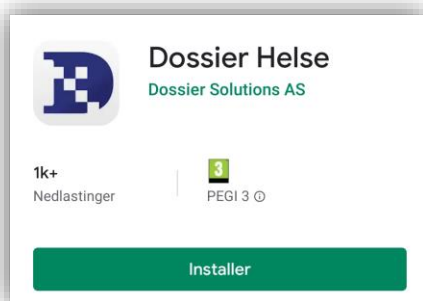 Dossier Helse
Dossier Solutions AS
1k+
Nedlastinger
3
PEGI 3
Installer